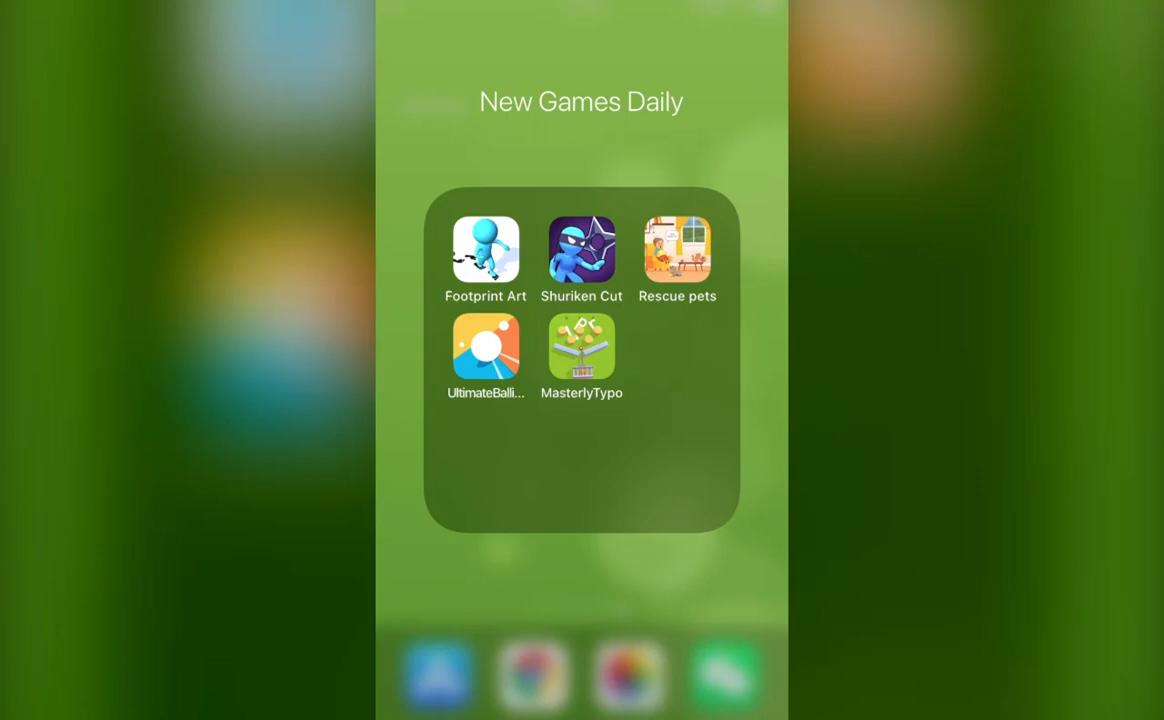 New Games Daily
Footprint Art
Shuriken Cut
Rescue pets
UltimateBalli...
MasterlyTypo